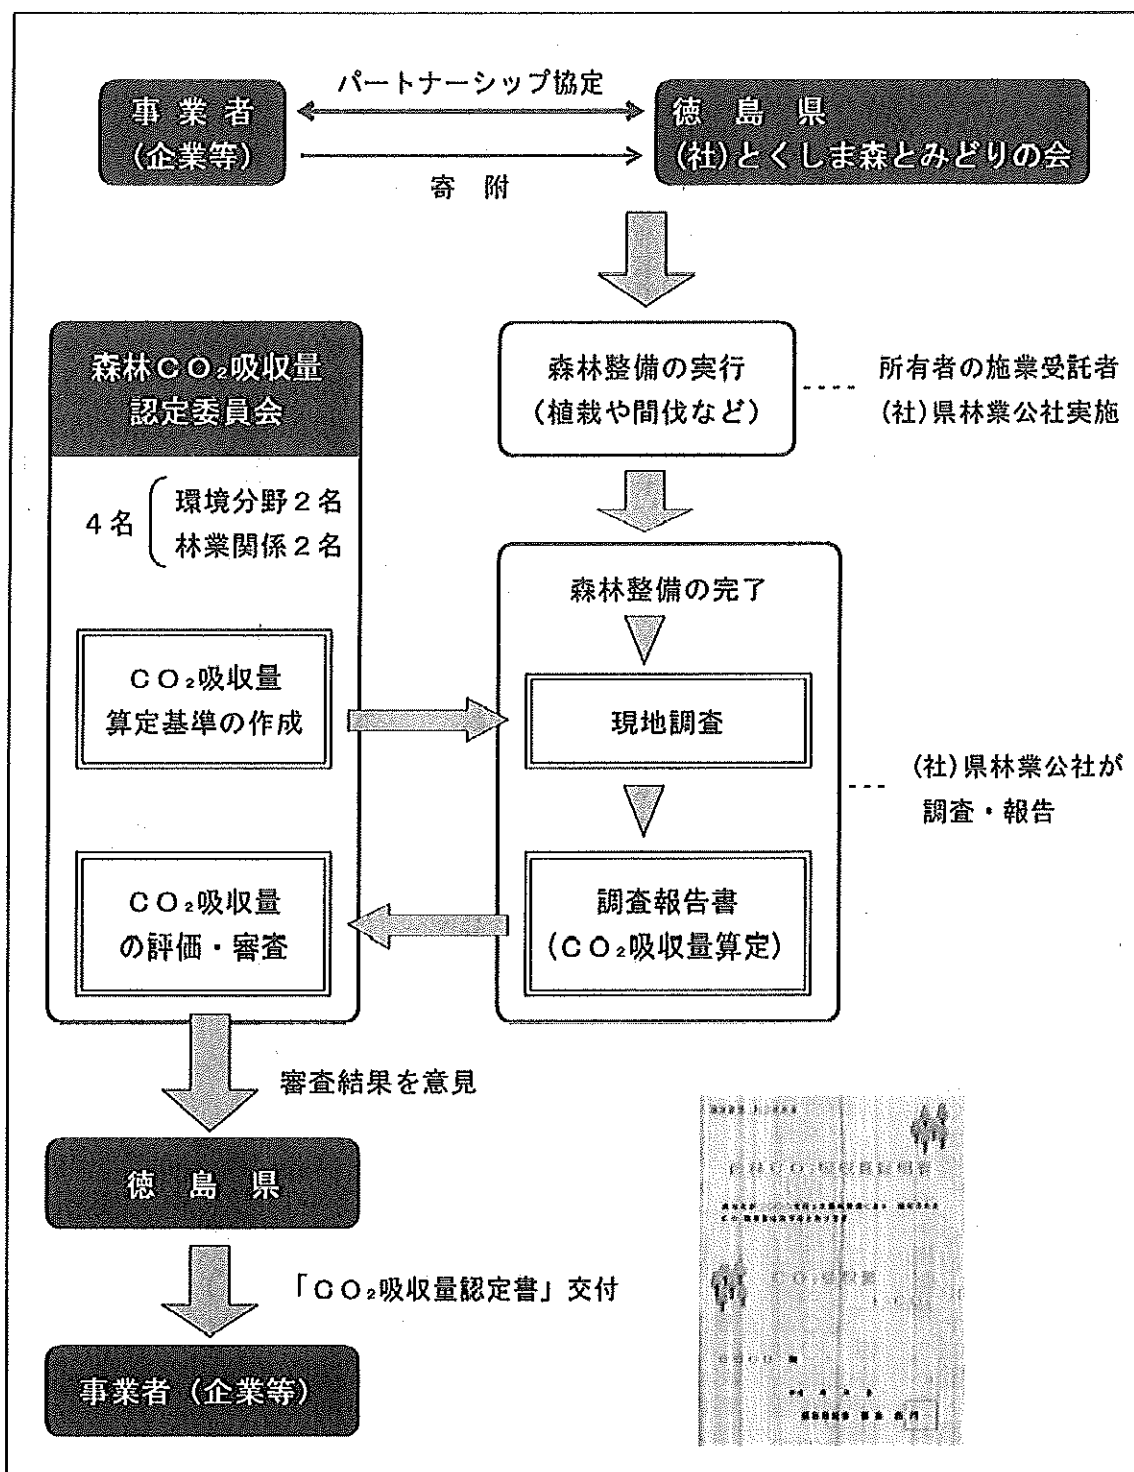 パートナーシップ協定
事業者
(企業等)
徳島県
(社)とくしま森とみどりの会
寄附
森林CO₂吸収量
認定委員会
4名
環境分野2名
林業関係2名
森林整備の実行
(植栽や間伐など)
所有者の施業受託者
(社)県林業公社実施
森林整備の完了
CO₂吸収量
算定基準の作成
現地調査
(社)県林業公社が
調査・報告
CO₂吸収量
の評価・審査
調査報告書
(CO₂吸収量算定)
審査結果を意見
徳島県
「CO₂吸収量認定書」交付
事業者(企業等)